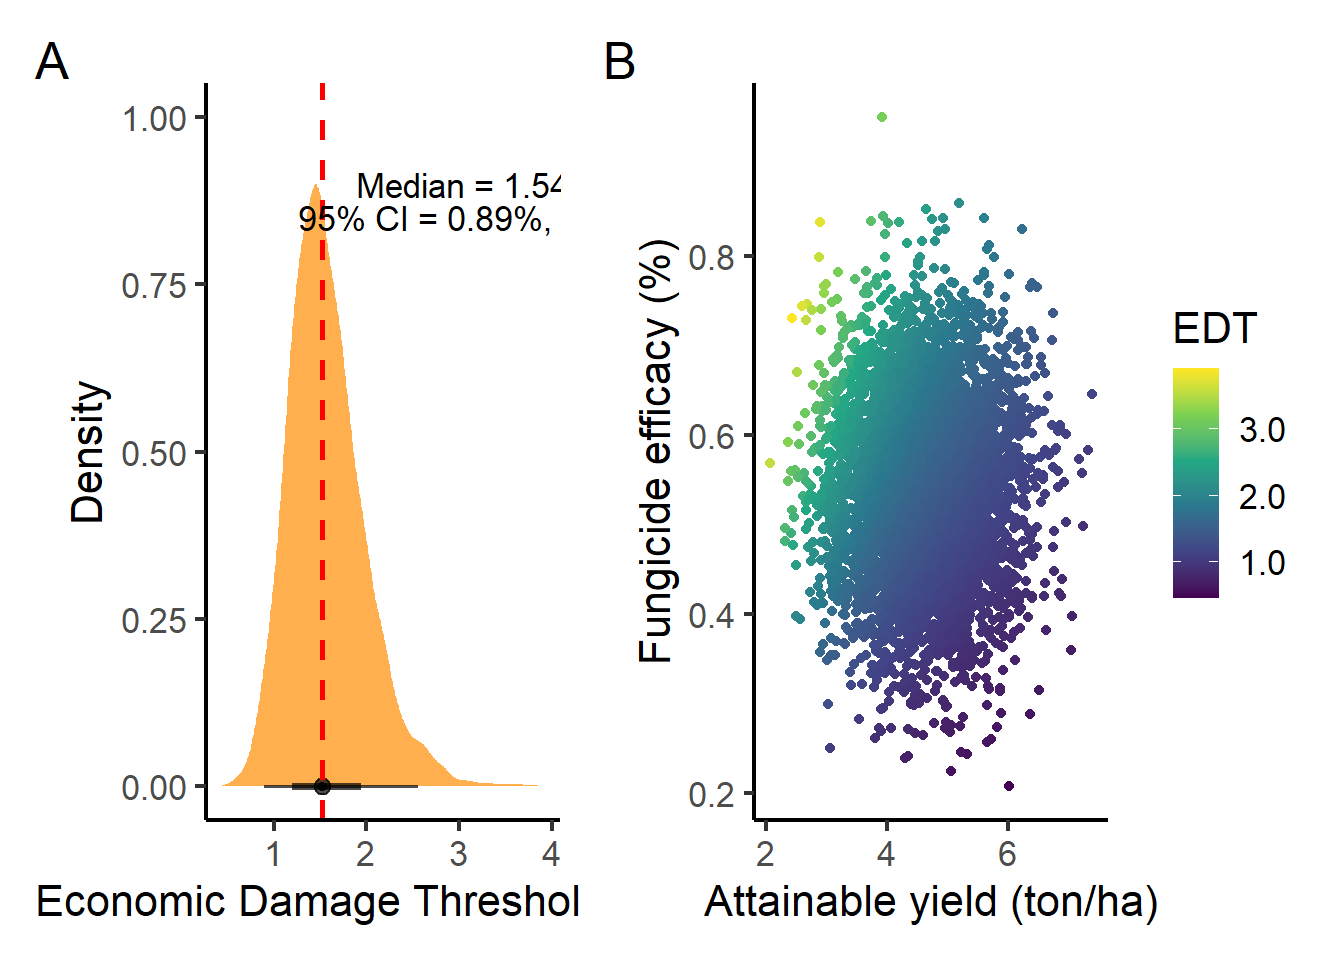 A
1.00
0.75
0.50
0.25
0.00
Density
Median = 1.54
95% CI = 0.89%,
1 2 3 4
Economic Damage Threshol
B
0.8
0.6
0.4
0.2
Fungicide efficacy (%)
2 4 6
Attainable yield (ton/ha)
EDT
3.0
2.0
1.0